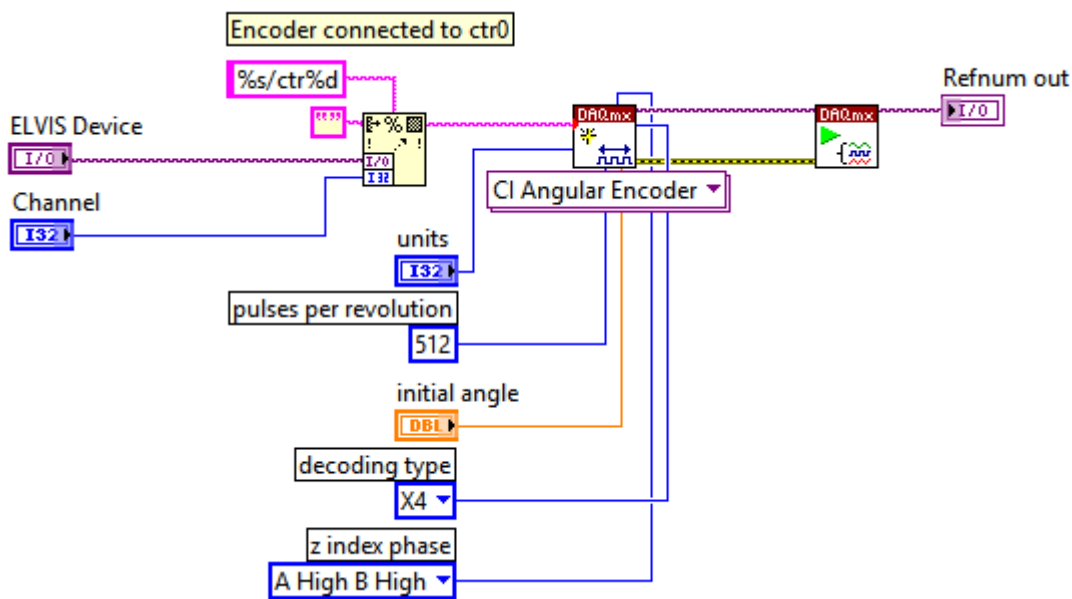 Encoder connected to ctr0
%s/ctr%d
""
ELVIS Device
I/O
Channel
I32
%
I/O
I32
DAQmx
CI Angular Encoder
DAQmx
Refnum out
I/O
units
I32
pulses per revolution
512
initial angle
DBL
decoding type
X4
z index phase
A High B High